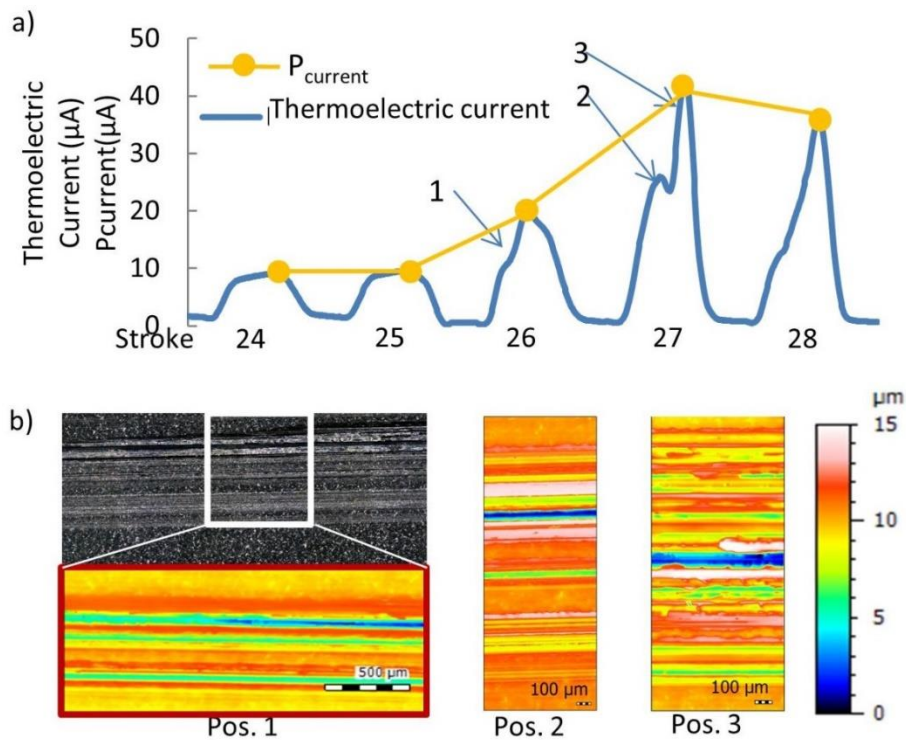 a)
Thermoelectric
Current (µA)
Pcurrent(µA)
50
40
30
20
10
0
P current
Thermoelectric current
1
2
3
Stroke 24 25 26 27 28
b)
500 µm
Pos. 1
100 µm
Pos. 2
100 µm
Pos. 3
µm
15
10
5
0